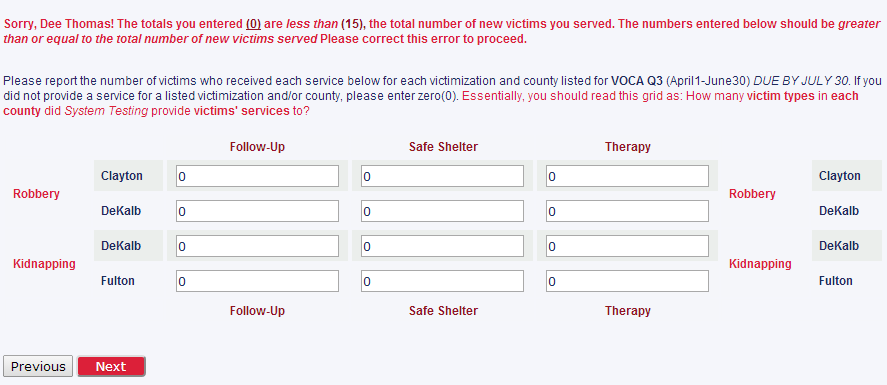 Sorry, Dee Thomas! The totals you entered (0) are less than (15), the total number of new victims you served. The numbers entered below should be greater
than or equal to the total number of new victims served Please correct this error to proceed.
Please report the number of victims who received each service below for each victimization and county listed for VOCA Q3 (April1-June30) DUE BY JULY 30. If you
did not provide a service for a listed victimization and/or county, please enter zero(0). Essentially, you should read this grid as: How many victim types in each
county did System Testing provide victims' services to?
Follow-Up Safe Shelter Therapy
Robbery Clayton 0 0 0 Robbery Clayton
DeKalb 0 0 0 DeKalb
Kidnapping DeKalb 0 0 0 Kidnapping DeKalb
Fulton 0 0 0 Fulton
Follow-Up Safe Shelter Therapy
Previous Next